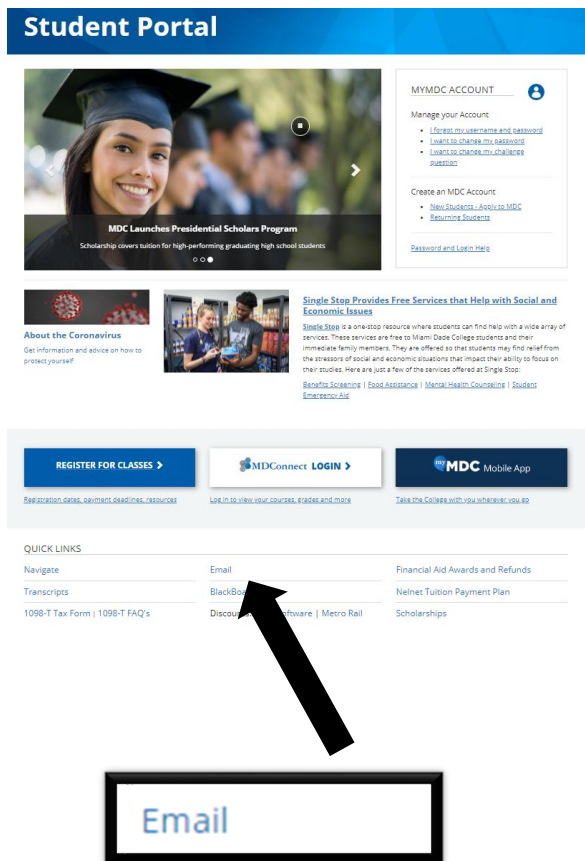 Student Portal
MDC Launches Presidential Scholars Program
Scholarship covers tuition for high-performing graduating high school students
MYMDC ACCOUNT
Manage your Account
I forgot my username and password
I want to change my password
I want to change my challenge
question
Create an MDC Account
New Students - Apply to MDC
Returning Students
Password and Login Help
About the Coronavirus
Get information and advice on how to
protect yourself
Single Stop Provides Free Services that Help with Social and
Economic Issues
Single Stop is a one-stop resource where students can find help with a wide array of
services. These services are free to Miami Dade College students and their
immediate family members. They are offered so that students may find relief from
the stressors of social and economic situations that impact their ability to focus on
their studies. Here are just a few of the services offered at Single Stop:
Benefits Screening | Food Assistance | Mental Health Counseling | Student
Emergency Aid
REGISTER FOR CLASSES
Registration dates, payment deadlines, resources
MDConnect LOGIN
Log in to view your courses, grades and more
myMDC Mobile App
Take the College with you wherever you go
QUICK LINKS
Navigate
Email
Financial Aid Awards and Refunds
Transcripts
Nelnet Tuition Payment Plan
1098-T Tax Form | 1098-T FAQ's
| Metro Rail
Scholarships
Email